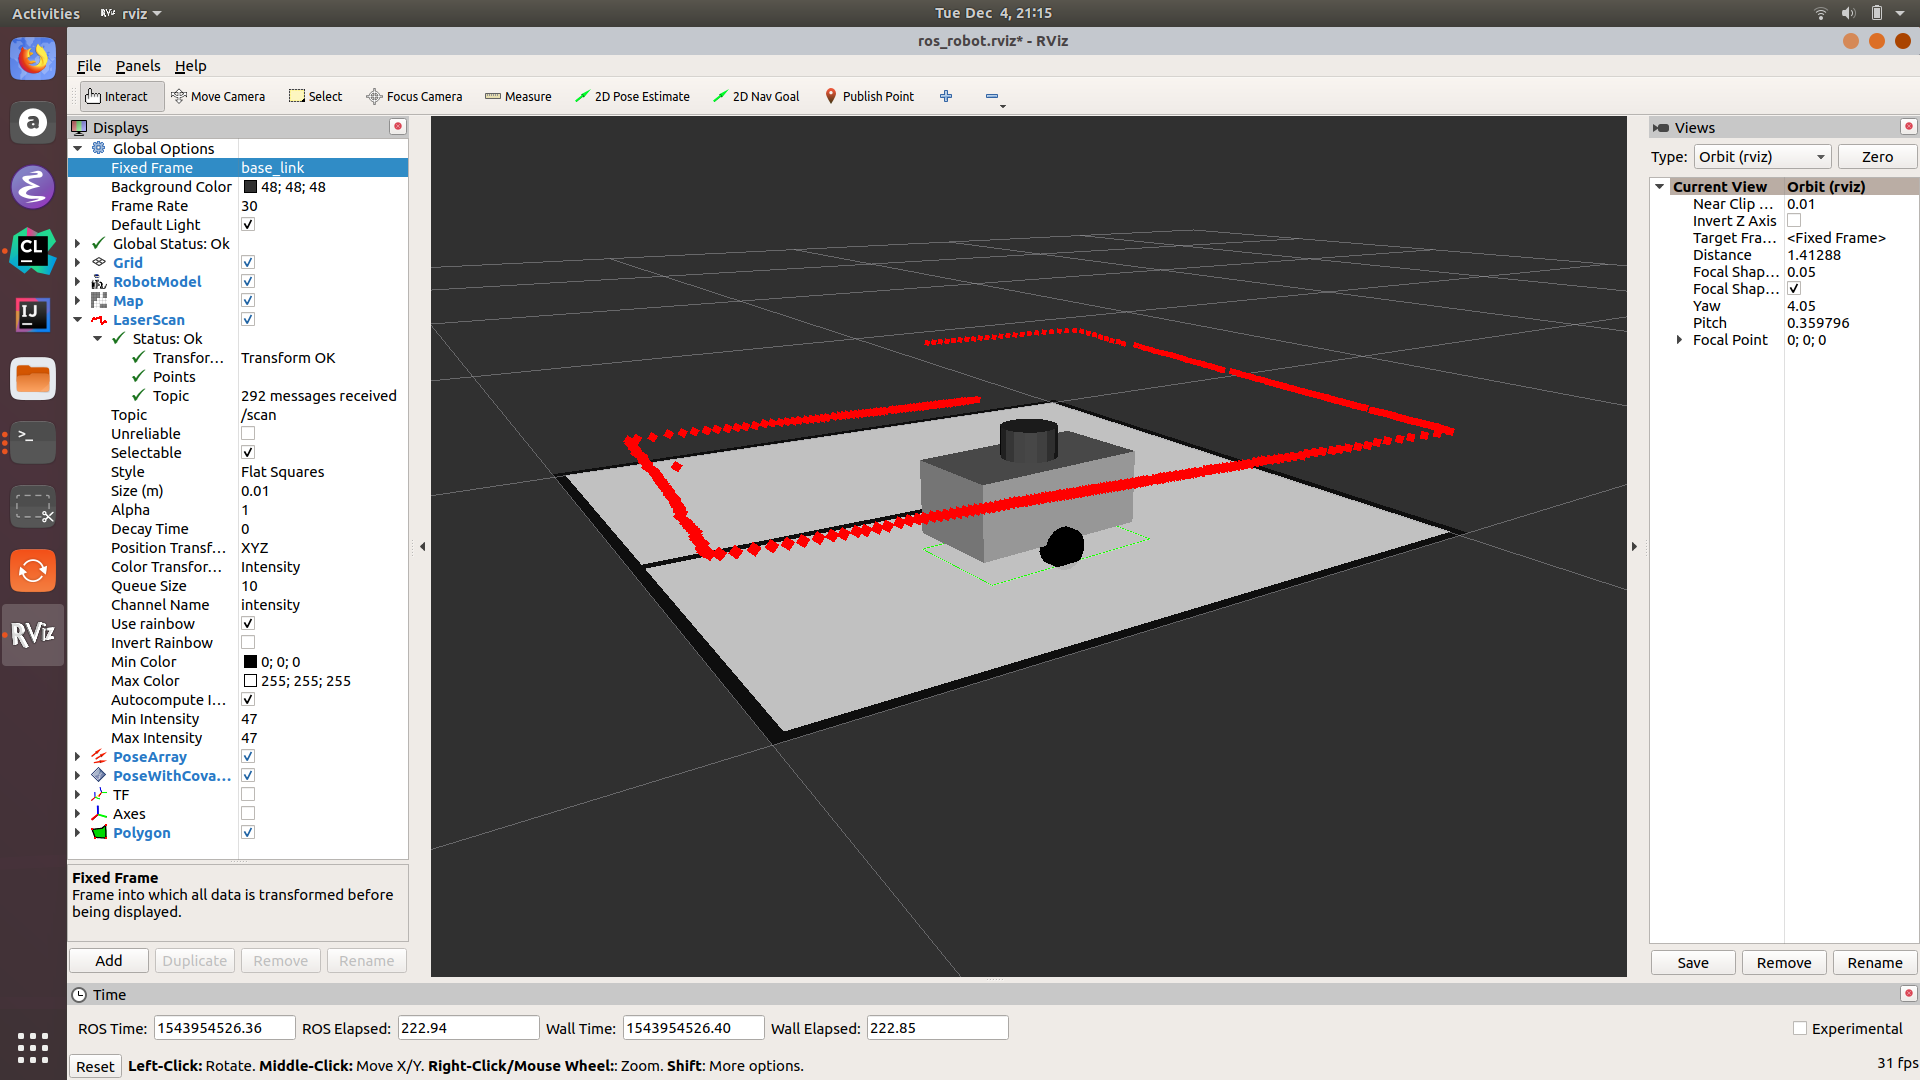 Activities RViz rviz Tue Dec 4, 21:15
ros_robot.rviz* - RViz
File Panels Help
Interact Move Camera Select Focus Camera Measure 2D Pose Estimate 2D Nav Goal Publish Point
Displays
Global Options
Fixed Frame base_link
Background Color 48; 48; 48
Frame Rate 30
Default Light
Global Status: Ok
Grid
RobotModel
Map
LaserScan
Status: Ok
Transfor... Transform OK
Points
Topic 292 messages received
Topic /scan
Unreliable
Selectable
Style Flat Squares
Size (m) 0.01
Alpha 1
Decay Time 0
Position Transf... XYZ
Color Transfor... Intensity
Queue Size 10
Channel Name intensity
Use rainbow
Invert Rainbow
Min Color 0; 0; 0
Max Color 255; 255; 255
Autocompute I...
Min Intensity 47
Max Intensity 47
PoseArray
PoseWithCova...
TF
Axes
Polygon
Fixed Frame
Frame into which all data is transformed before
being displayed.
Add Duplicate Remove Rename
Views
Type: Orbit (rviz) Zero
Current View Orbit (rviz)
Near Clip ... 0.01
Invert Z Axis
Target Fra... <Fixed Frame>
Distance 1.41288
Focal Shap... 0.05
Focal Shap...
Yaw 4.05
Pitch 0.359796
Focal Point 0; 0; 0
Save Remove Rename
Time
ROS Time: 1543954526.36 ROS Elapsed: 222.94 Wall Time: 1543954526.40 Wall Elapsed: 222.85 Experimental
Reset Left-Click: Rotate. Middle-Click: Move X/Y. Right-Click/Mouse Wheel:: Zoom. Shift: More options. 31 fps
a
CL
IJ
>_
RViz